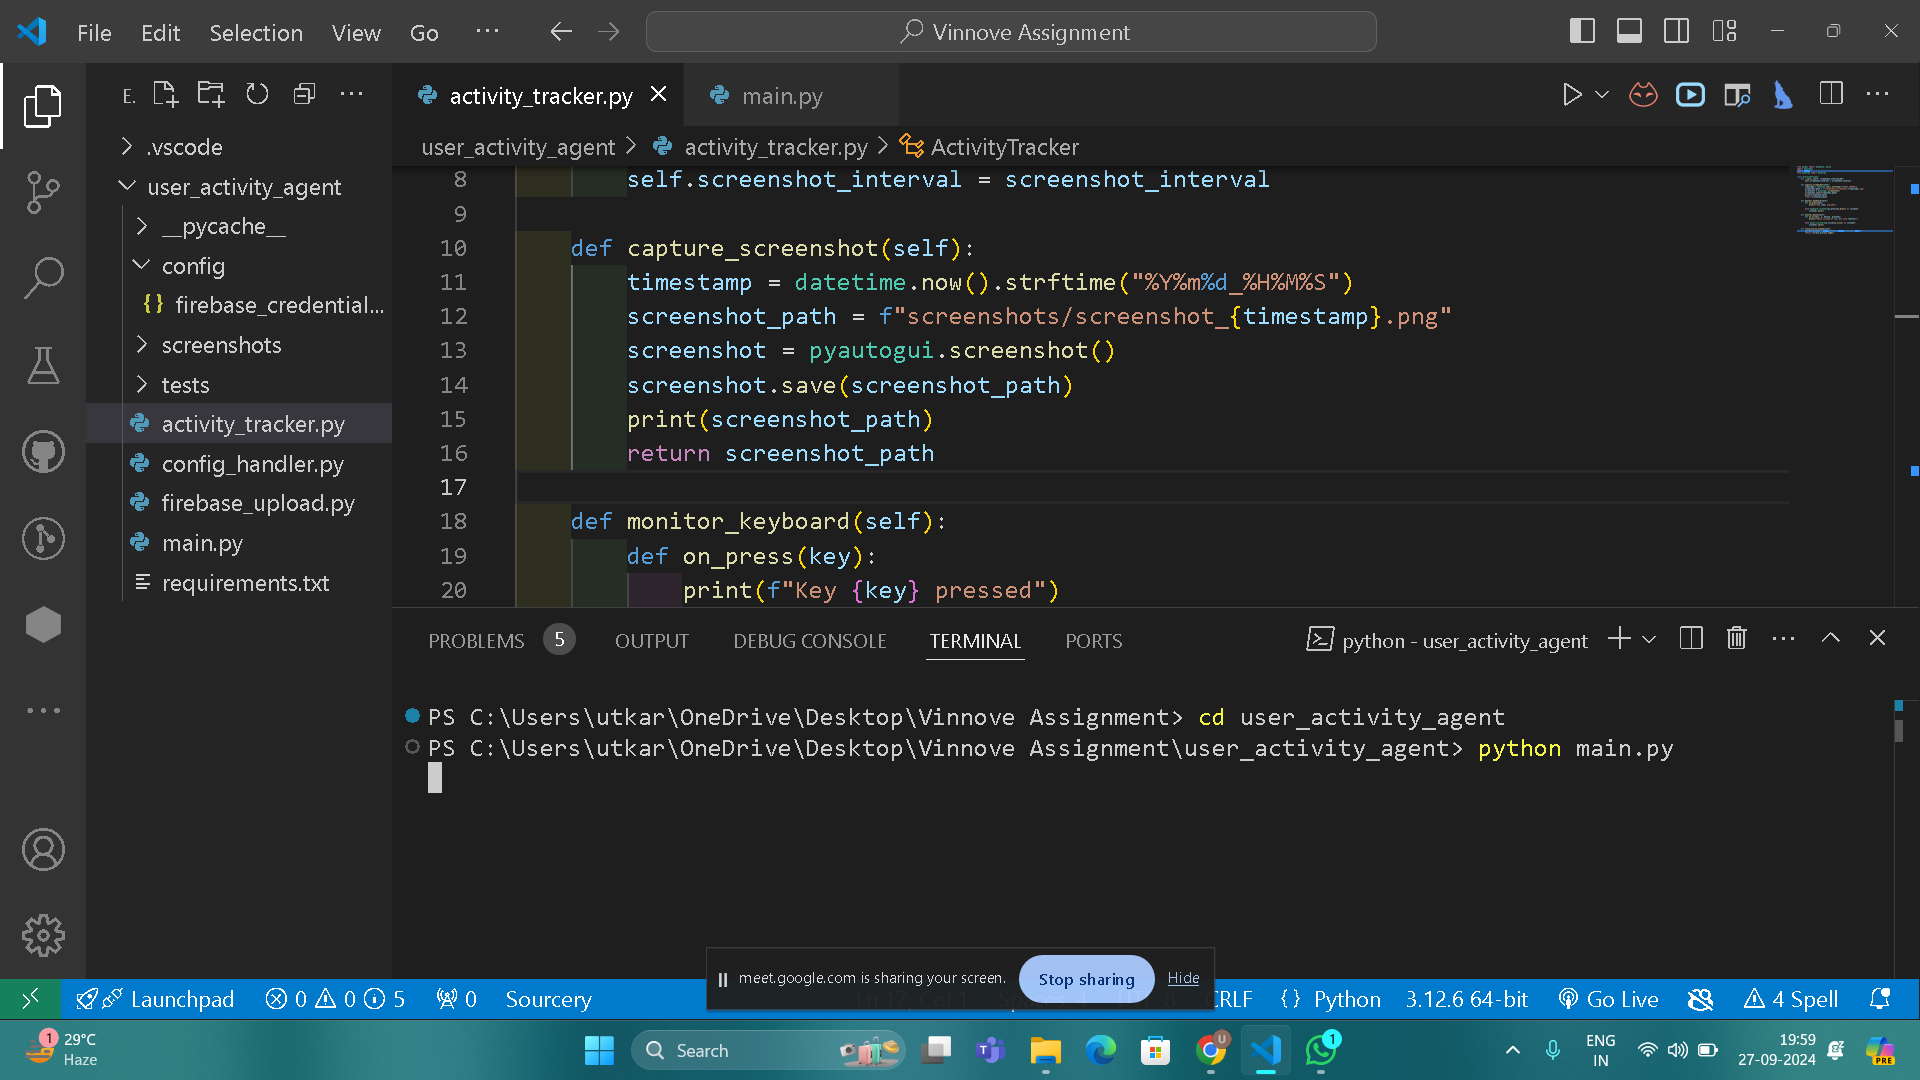 File Edit Selection View Go ... Vinnove Assignment
E.
activity_tracker.py
main.py
.vscode
user_activity_agent > activity_tracker.py > ActivityTracker
user_activity_agent
__pycache__
config
firebase_credential...
screenshots
tests
activity_tracker.py
config_handler.py
firebase_upload.py
main.py
requirements.txt
8 self.screenshot_interval = screenshot_interval
9
10 def capture_screenshot(self):
11 timestamp = datetime.now().strftime("%Y%m%d_%H%M%S")
12 screenshot_path = f"screenshots/screenshot_{timestamp}.png"
13 screenshot = pyautogui.screenshot()
14 screenshot.save(screenshot_path)
15 print(screenshot_path)
16 return screenshot_path
17
18 def monitor_keyboard(self):
19 def on_press(key):
20 print(f"Key {key} pressed")
PROBLEMS 5 OUTPUT DEBUG CONSOLE TERMINAL PORTS python - user_activity_agent
PS C:\Users\utkar\OneDrive\Desktop\Vinnove Assignment> cd user_activity_agent
PS C:\Users\utkar\OneDrive\Desktop\Vinnove Assignment\user_activity_agent> python main.py
meet.google.com is sharing your screen. Stop sharing Hide
Launchpad 0 0 5 0 Sourcery Ln 17, Col 1 CRLF {} Python 3.12.6 64-bit Go Live 4 Spell
1 29°C
Haze
Search
U
1
PRE
ENG
IN
19:59
27-09-2024